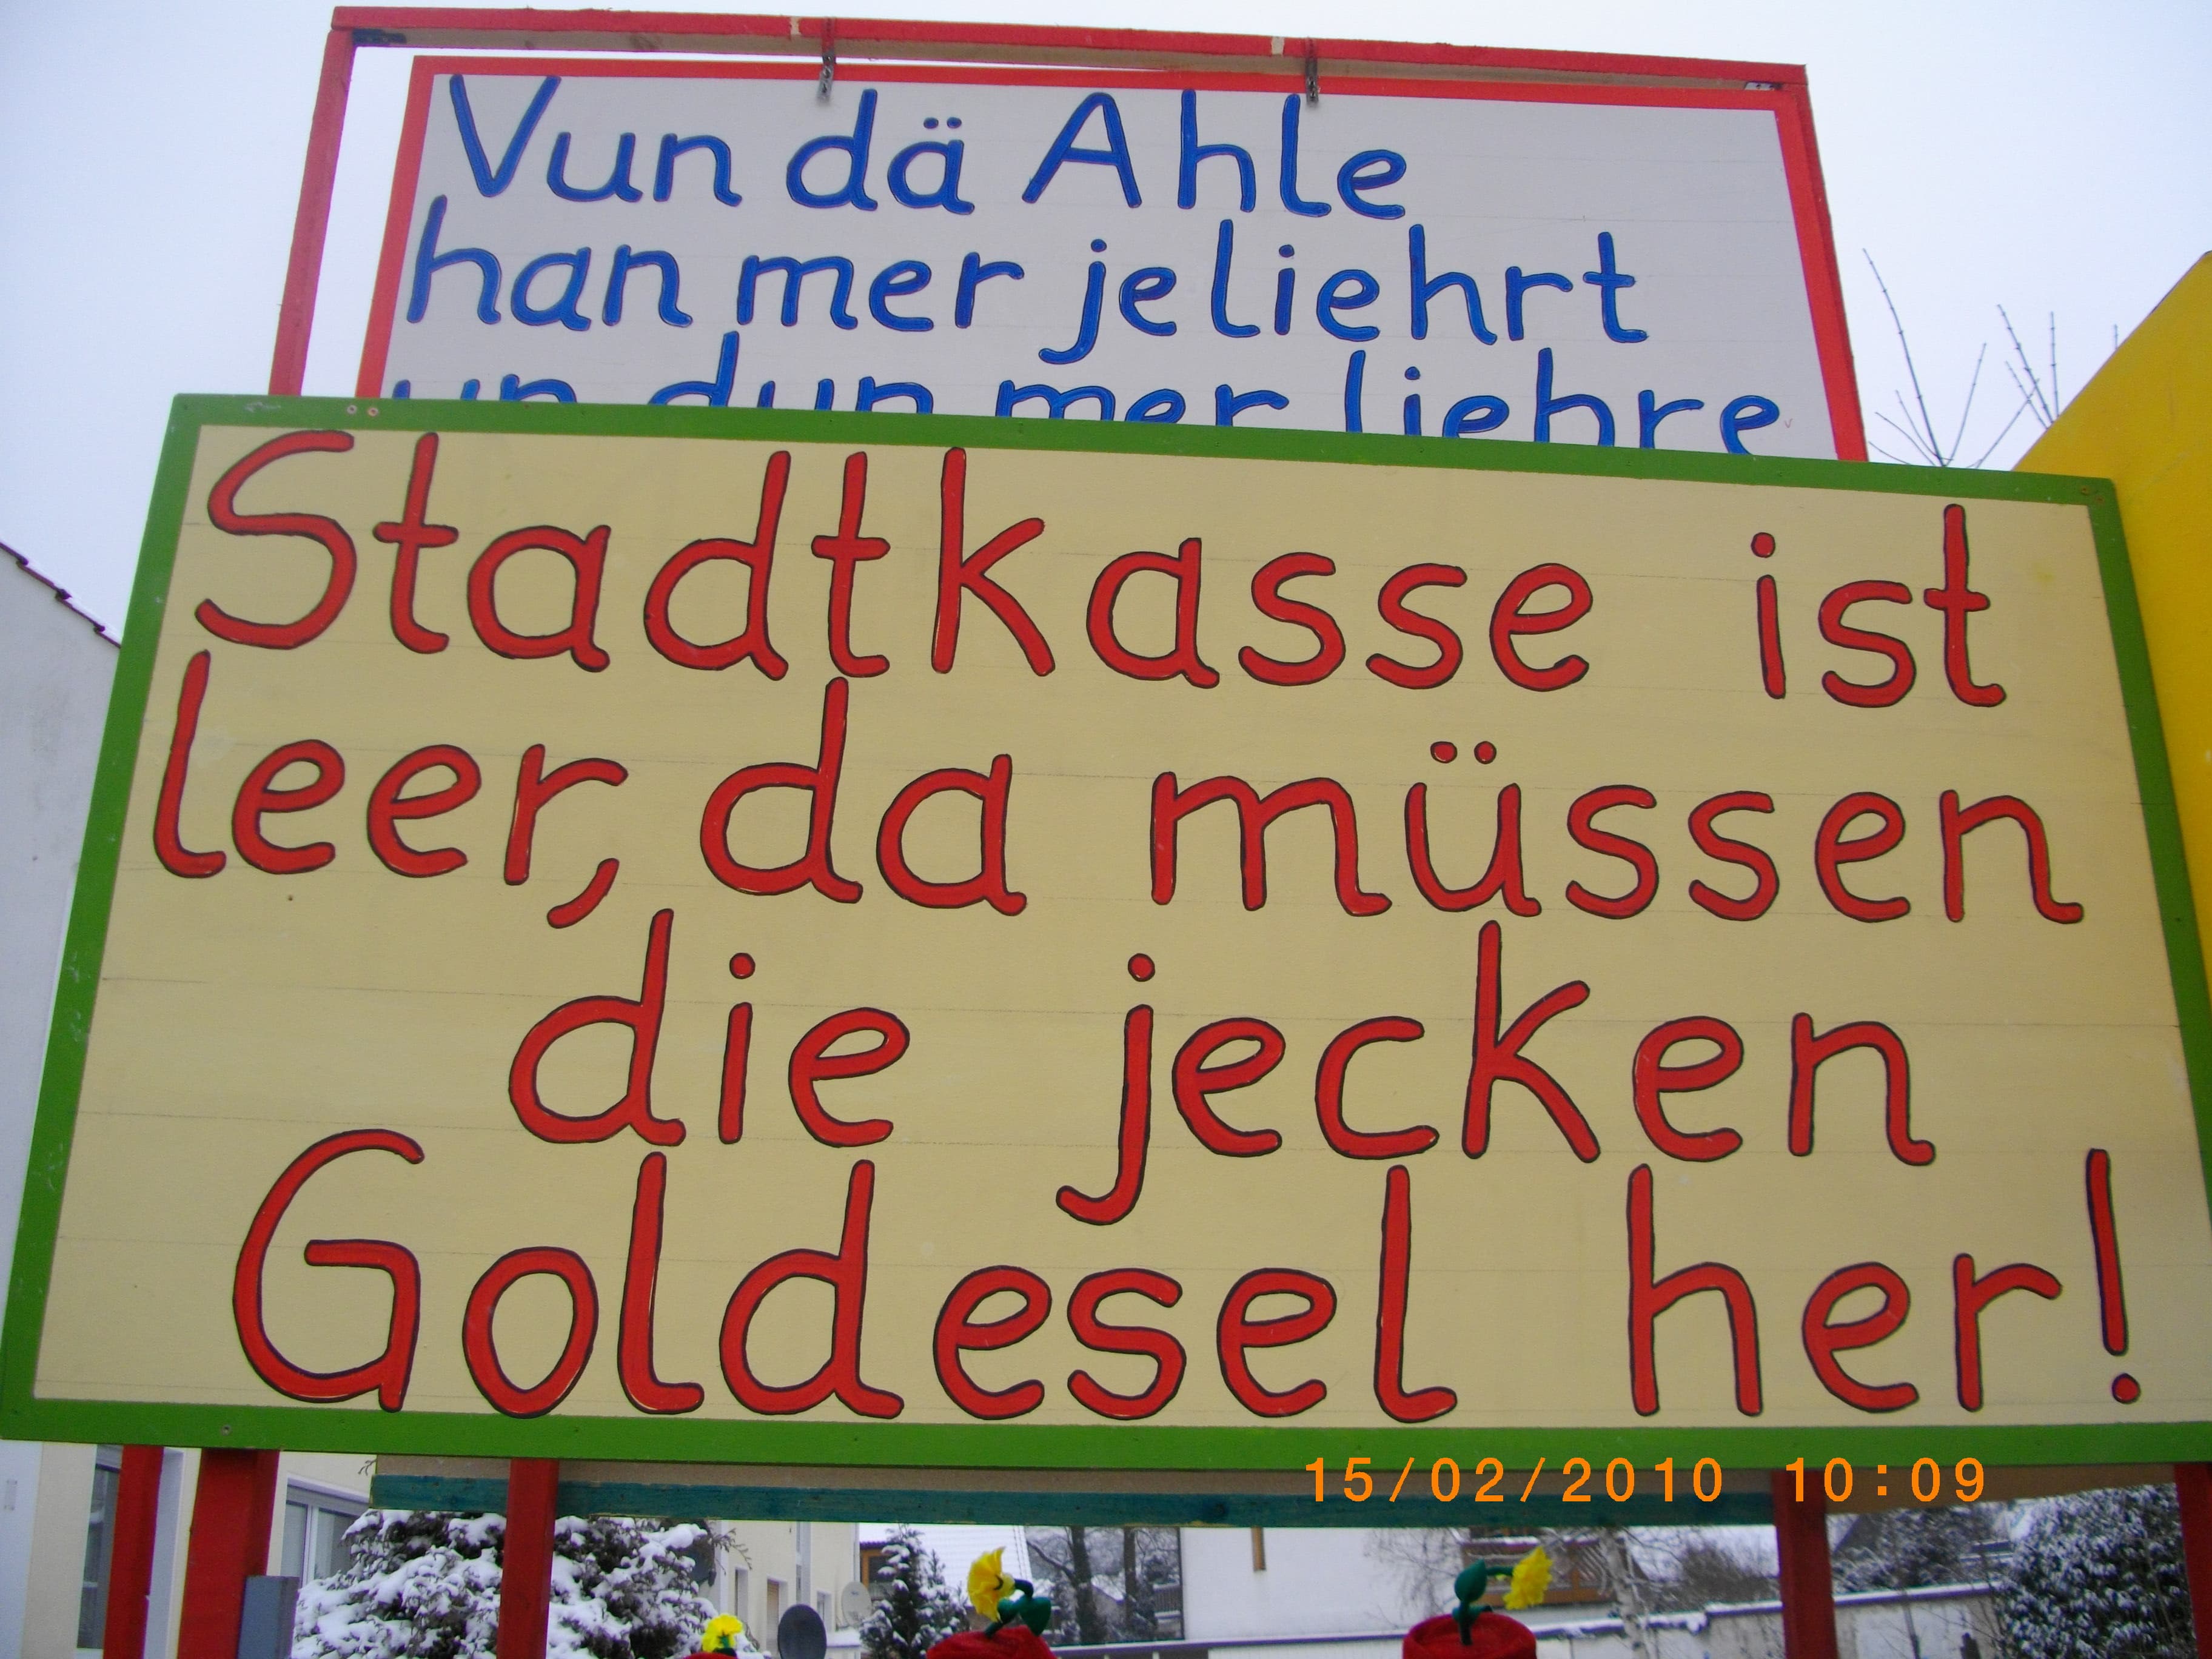 Vun dä Ahle
han mer jeliehrt
un dun mer liehre
Stadtkasse ist
leer, da müssen
die jecken
Goldesel her!
15/02/2010 10:09